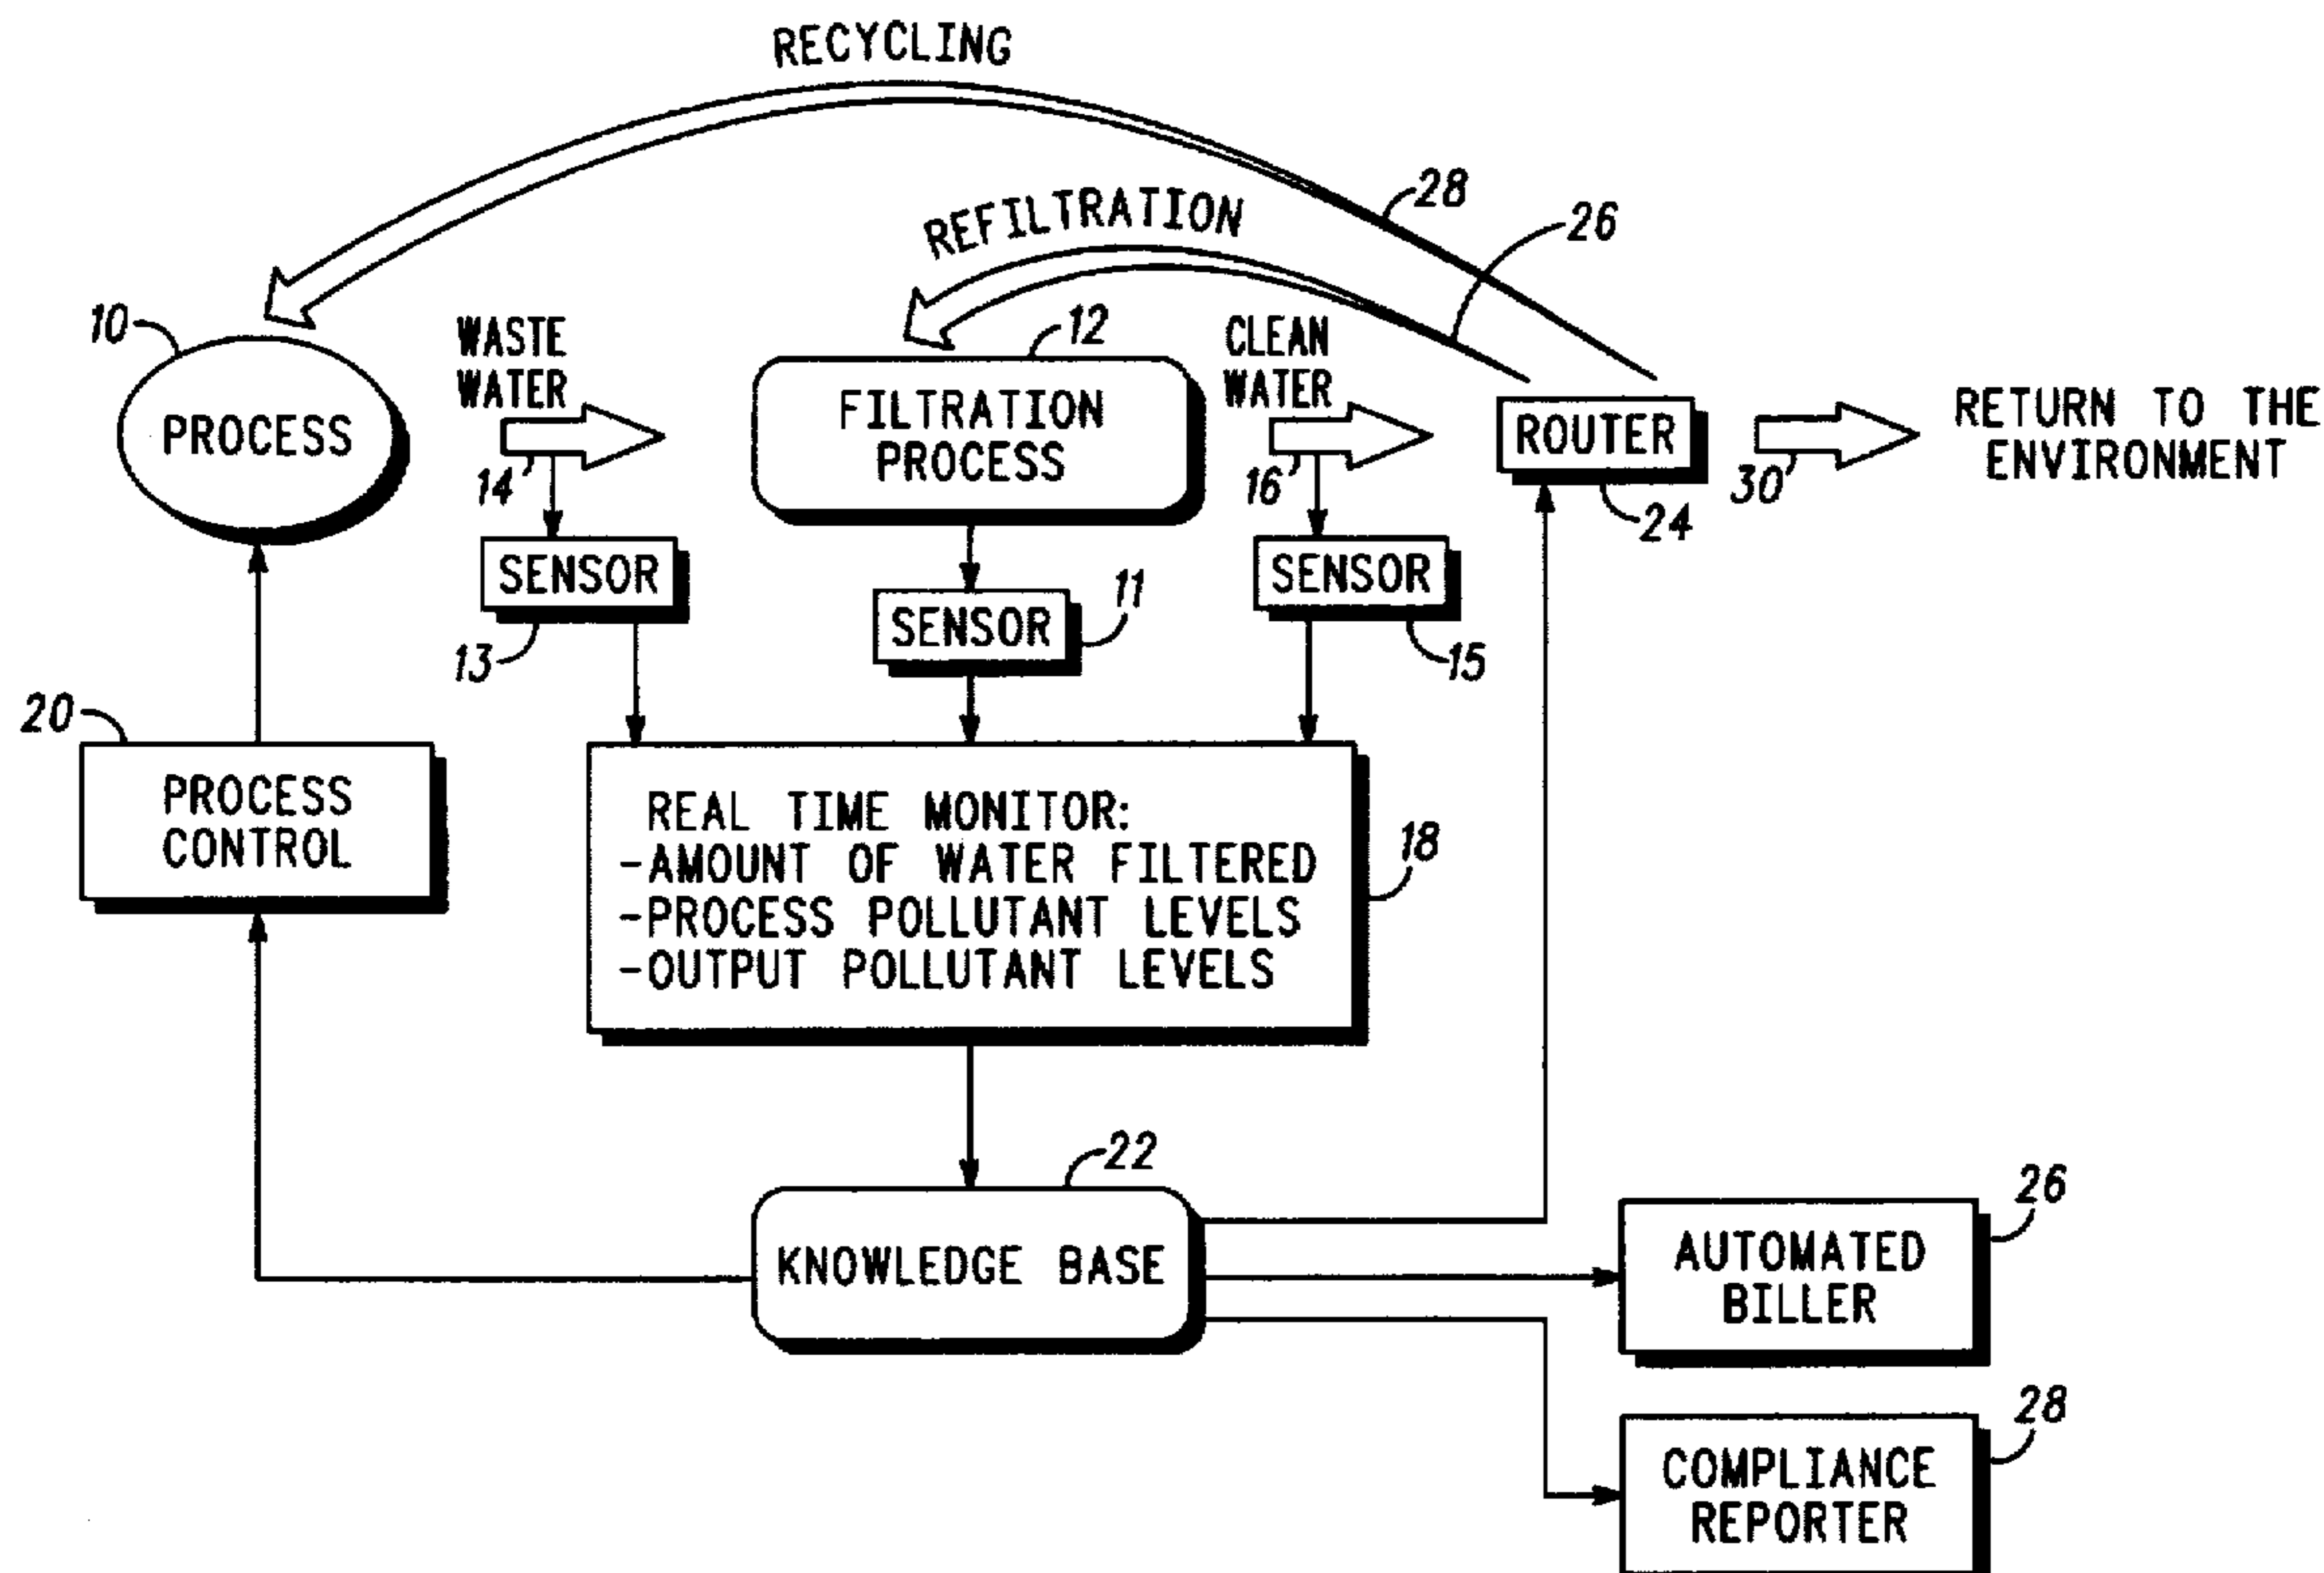 RECYCLING
28
REFILTRATION
26
10
WASTE
WATER
12
CLEAN
WATER
PROCESS
FILTRATION
PROCESS
ROUTER
RETURN TO THE
ENVIRONMENT
14
16
30
24
SENSOR
SENSOR
11
SENSOR
13
15
20
PROCESS
CONTROL
REAL TIME MONITOR:
-AMOUNT OF WATER FILTERED
-PROCESS POLLUTANT LEVELS
-OUTPUT POLLUTANT LEVELS
18
22
KNOWLEDGE BASE
26
AUTOMATED
BILLER
28
COMPLIANCE
REPORTER